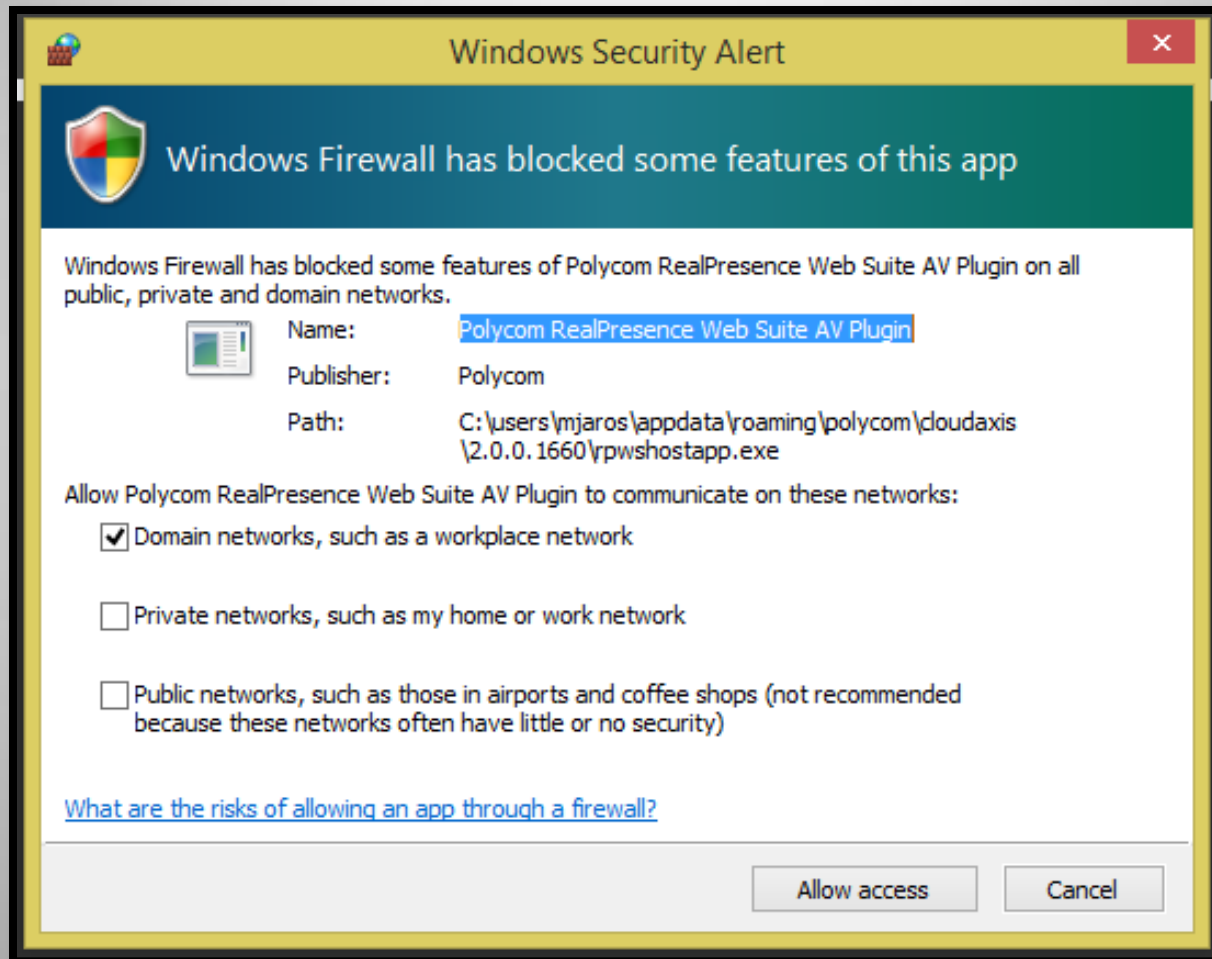 Windows Security Alert
Windows Firewall has blocked some features of this app
Windows Firewall has blocked some features of Polycom RealPresence Web Suite AV Plugin on all
public, private and domain networks.
Name: Polycom RealPresence Web Suite AV Plugin
Publisher: Polycom
Path: C:\users\mjaros\appdata\roaming\polycom\cloudaxis
\2.0.0.1660\rpwshostapp.exe
Allow Polycom RealPresence Web Suite AV Plugin to communicate on these networks:
Domain networks, such as a workplace network
Private networks, such as my home or work network
Public networks, such as those in airports and coffee shops (not recommended
because these networks often have little or no security)
What are the risks of allowing an app through a firewall?
Allow access Cancel